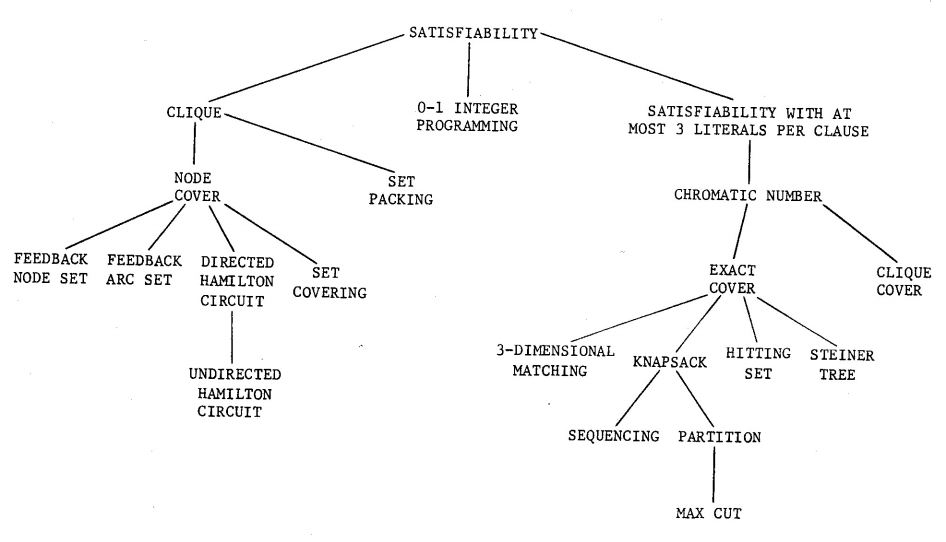 SATISFIABILITY
CLIQUE
0-1 INTEGER
PROGRAMMING
SATISFIABILITY WITH AT
MOST 3 LITERALS PER CLAUSE
NODE
COVER
SET
PACKING
CHROMATIC NUMBER
FEEDBACK
NODE SET
FEEDBACK
ARC SET
DIRECTED
HAMILTON
CIRCUIT
SET
COVERING
EXACT
COVER
CLIQUE
COVER
3-DIMENSIONAL
MATCHING
KNAPSACK
HITTING
SET
STEINER
TREE
UNDIRECTED
HAMILTON
CIRCUIT
SEQUENCING
PARTITION
MAX CUT